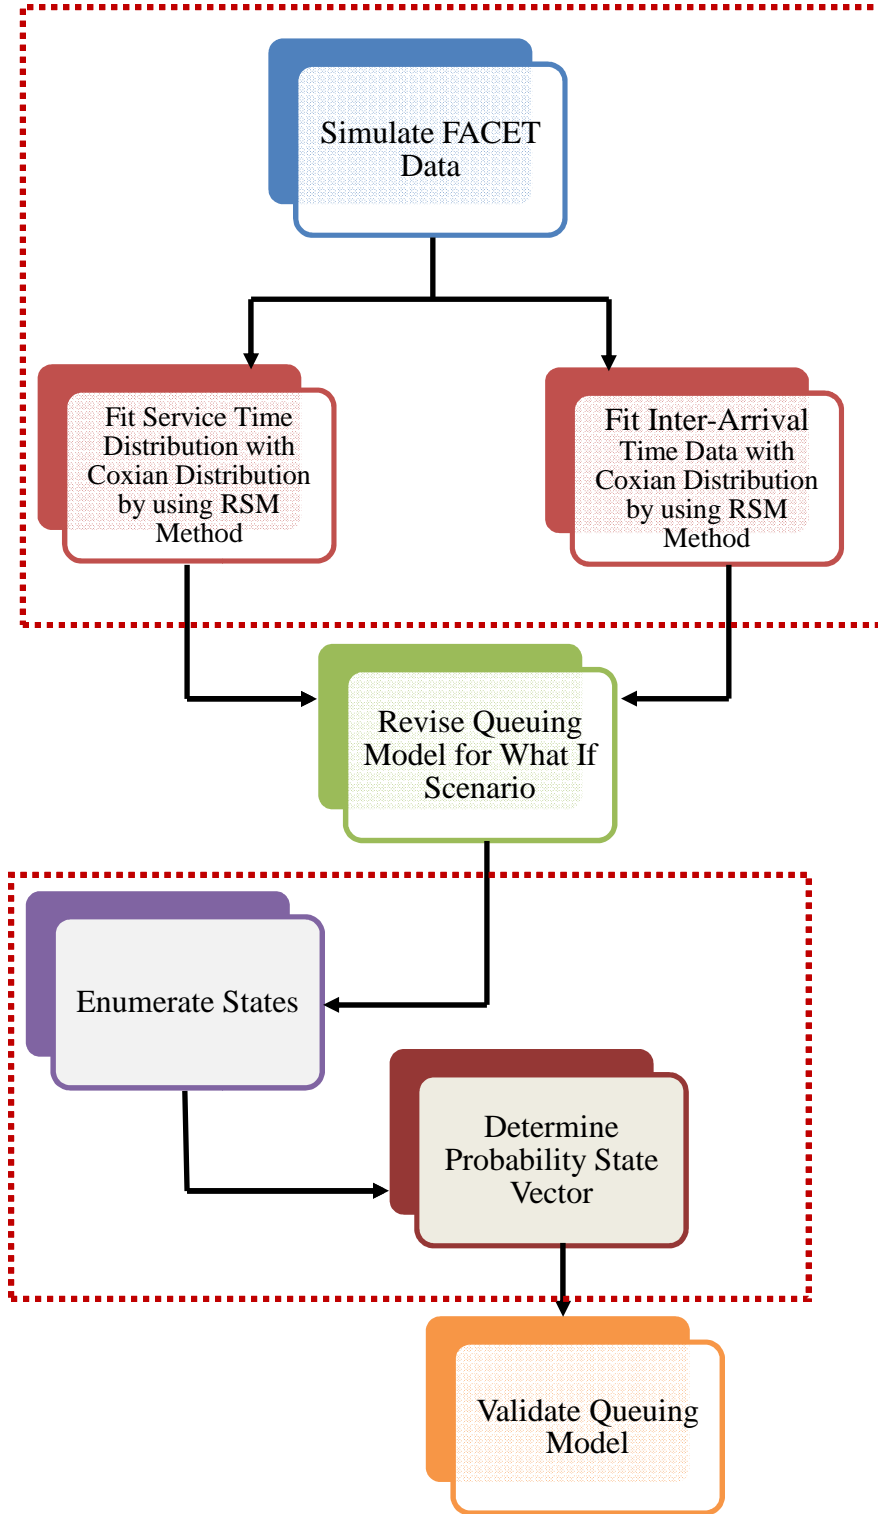 Simulate FACET
Data
Fit Service Time
Distribution with
Coxian Distribution
by using RSM
Method
Fit Inter-Arrival
Time Data with
Coxian Distribution
by using RSM
Method
Revise Queuing
Model for What If
Scenario
Enumerate States
Determine
Probability State
Vector
Validate Queuing
Model